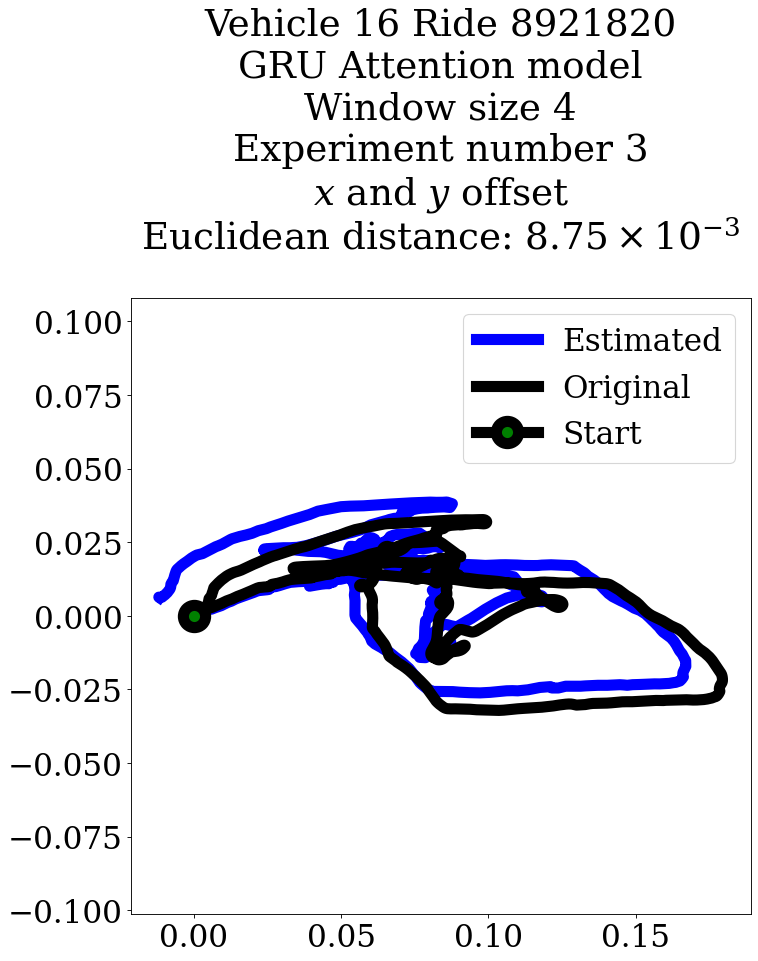 Vehicle 16 Ride 8921820
GRU Attention model
Window size 4
Experiment number 3
x and y offset
Euclidean distance: 8.75 × 10⁻³
Estimated
Original
Start
0.100
0.075
0.050
0.025
0.000
−0.025
−0.050
−0.075
−0.100
0.00 0.05 0.10 0.15